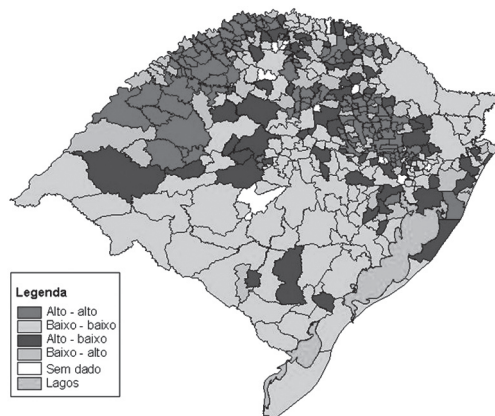 Legenda
Alto - alto
Baixo - baixo
Alto - baixo
Baixo - alto
Sem dado
Lagos